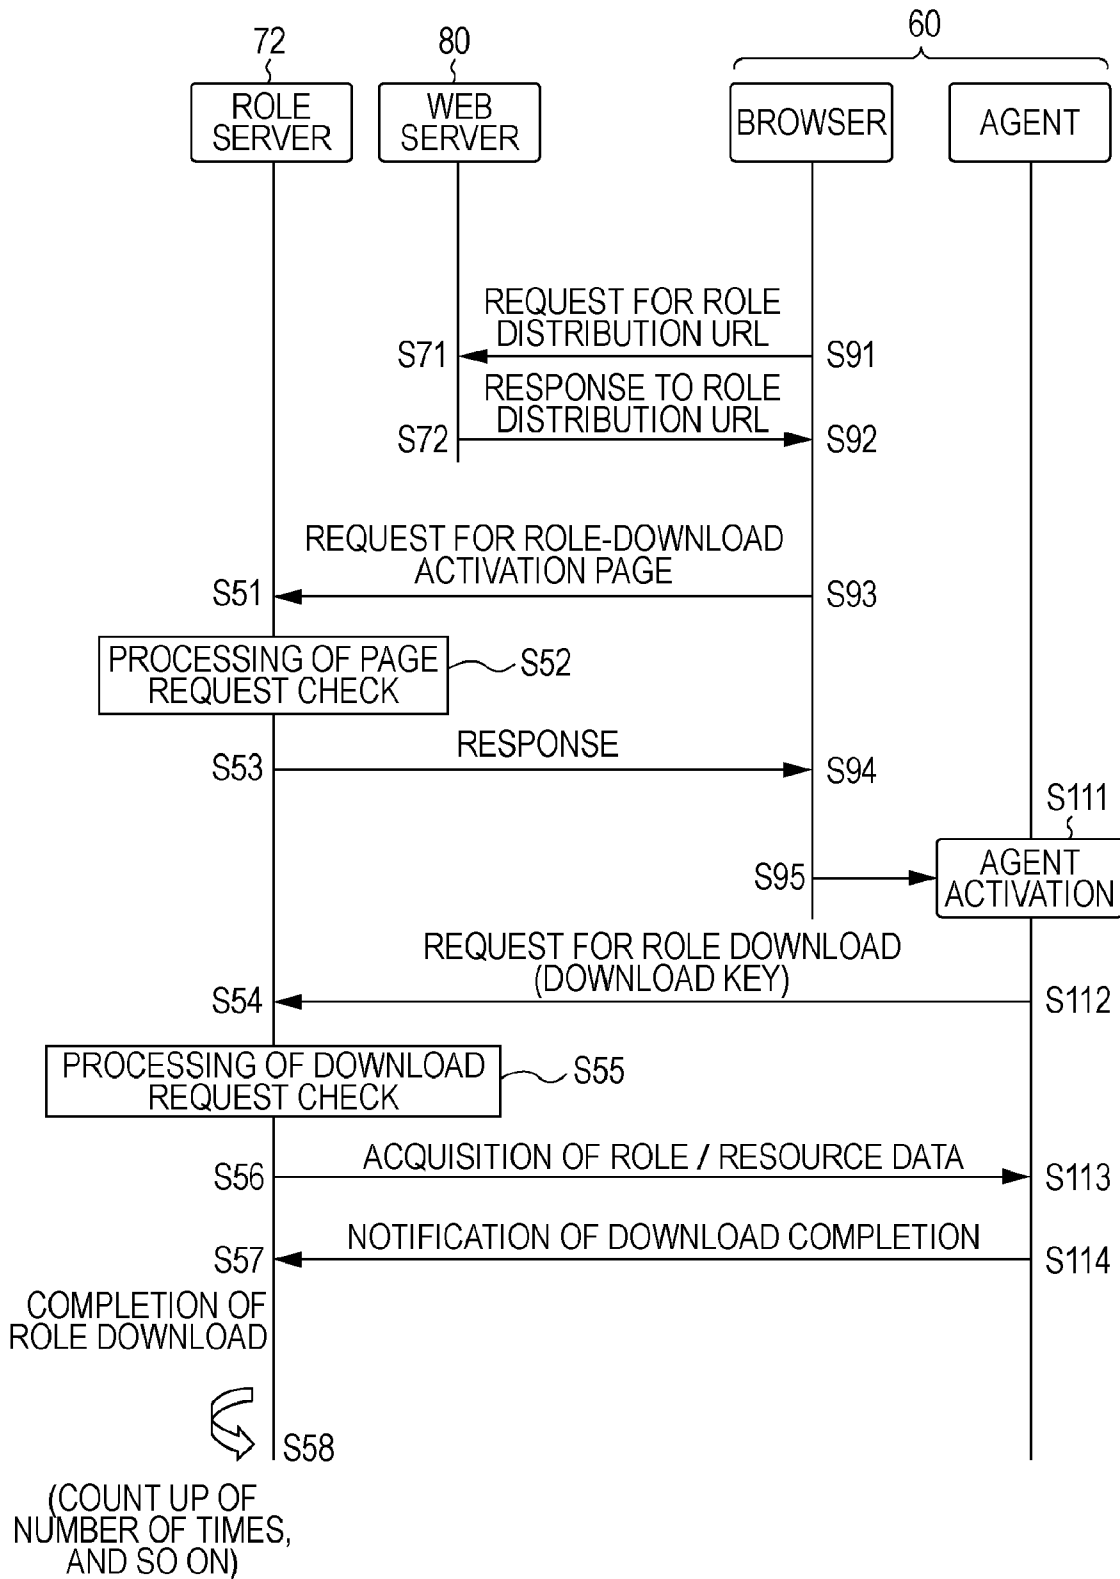 60
72
80
ROLE
SERVER
WEB
SERVER
BROWSER
AGENT
REQUEST FOR ROLE
DISTRIBUTION URL
S71
S91
RESPONSE TO ROLE
DISTRIBUTION URL
S72
S92
REQUEST FOR ROLE-DOWNLOAD
ACTIVATION PAGE
S51
S93
PROCESSING OF PAGE
REQUEST CHECK
S52
RESPONSE
S53
S94
S111
S95
AGENT
ACTIVATION
REQUEST FOR ROLE DOWNLOAD
(DOWNLOAD KEY)
S54
S112
PROCESSING OF DOWNLOAD
REQUEST CHECK
S55
ACQUISITION OF ROLE / RESOURCE DATA
S56
S113
NOTIFICATION OF DOWNLOAD COMPLETION
S57
S114
COMPLETION OF
ROLE DOWNLOAD
S58
(COUNT UP OF
NUMBER OF TIMES,
AND SO ON)